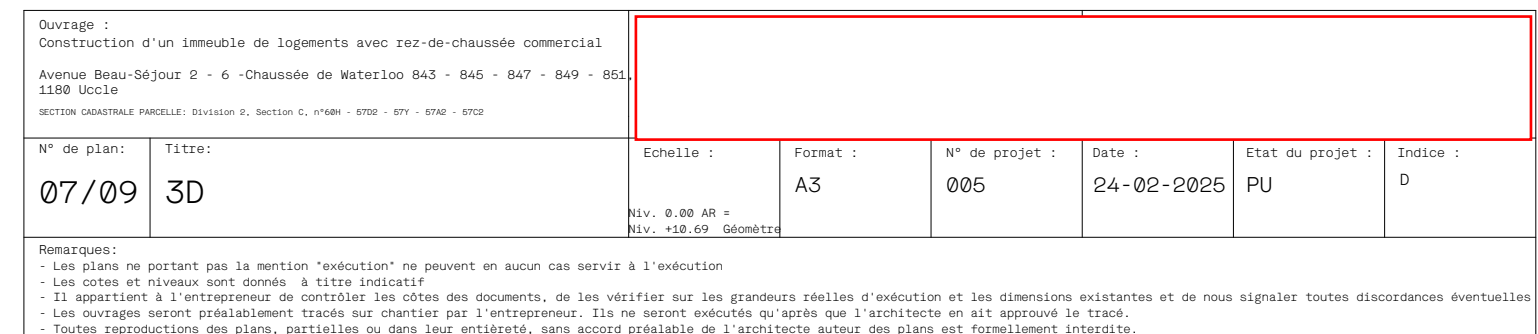 Ouvrage :
Construction d'un immeuble de logements avec rez-de-chaussée commercial
Avenue Beau-Séjour 2 - 6 -Chaussée de Waterloo 843 - 845 - 847 - 849 - 851,
1180 Uccle
SECTION CADASTRALE PARCELLE: Division 2, Section C, n°60H - 57D2 - 57Y - 57A2 - 57C2
N° de plan:
07/09
Titre:
3D
Echelle :
Niv. 0.00 AR =
Niv. +10.69 Géomètre
Format :
A3
N° de projet :
005
Date :
24-02-2025
Etat du projet :
PU
Indice :
D
Remarques:
- Les plans ne portant pas la mention "exécution" ne peuvent en aucun cas servir à l'exécution
- Les cotes et niveaux sont donnés à titre indicatif
- Il appartient à l'entrepreneur de contrôler les côtes des documents, de les vérifier sur les grandeurs réelles d'exécution et les dimensions existantes et de nous signaler toutes discordances éventuelles
- Les ouvrages seront préalablement tracés sur chantier par l'entrepreneur. Ils ne seront exécutés qu'après que l'architecte en ait approuvé le tracé.
- Toutes reproductions des plans, partielles ou dans leur entièreté, sans accord préalable de l'architecte auteur des plans est formellement interdite.